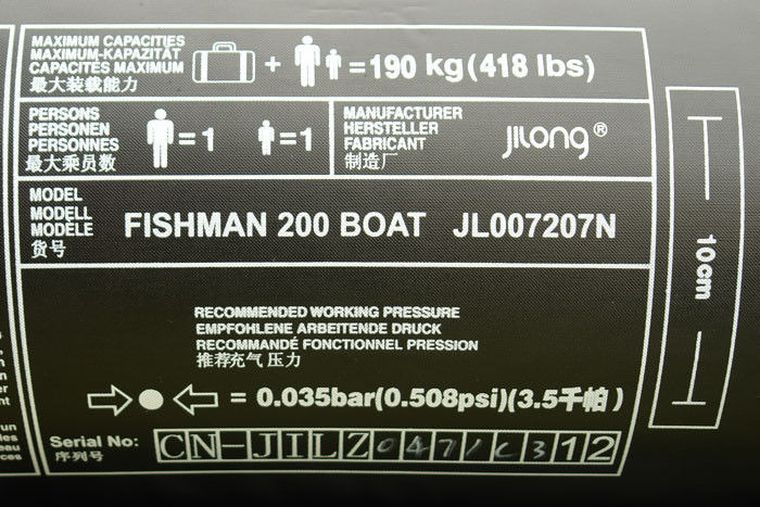 MAXIMUM CAPACITIES
MAXIMUM-KAPAZITÄT
CAPACITÉS MAXIMUM
最大装载能力
+ =190 kg(418 lbs)
PERSONS
PERSONEN
PERSONNES
最大乘员数
=1 =1
MANUFACTURER
HERSTELLER
FABRICANT
制造厂
JILONG®
MODEL
MODELL
MODÈLE
货号
FISHMAN 200 BOAT JL007207N
RECOMMENDED WORKING PRESSURE
EMPFOHLENE ARBEITENDE DRUCK
RECOMMANDÉ FONCTIONNEL PRESSION
推荐充气 压力
= 0.035bar(0.508psi)(3.5千帕)
Serial No:
序列号
CN-JILZ0471C312
10cm